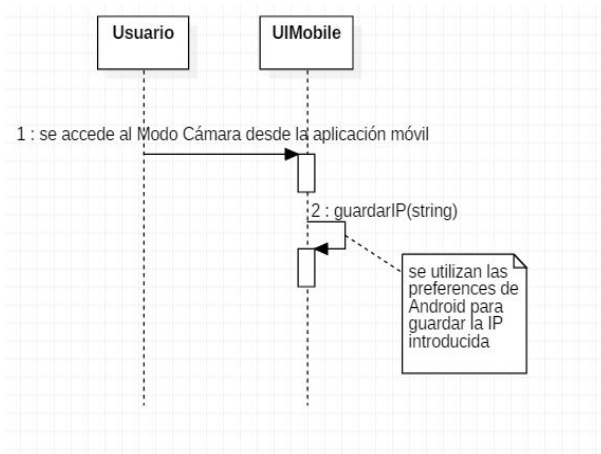 Usuario
UIMobile
1 : se accede al Modo Cámara desde la aplicación móvil
2 : guardarIP(string)
se utilizan las
preferences de
Android para
guardar la IP
introducida